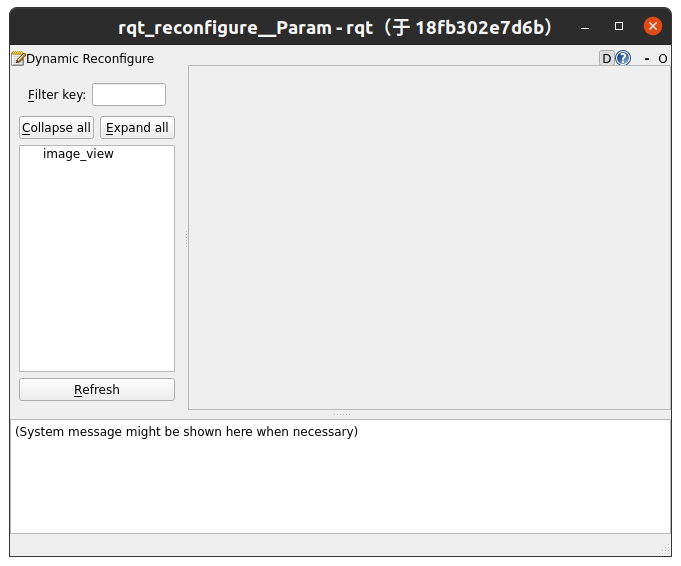 rqt_reconfigure__Param - rqt（于 18fb302e7d6b）
Dynamic Reconfigure
D ? - O
Filter key:
Collapse all Expand all
image_view
Refresh
(System message might be shown here when necessary)